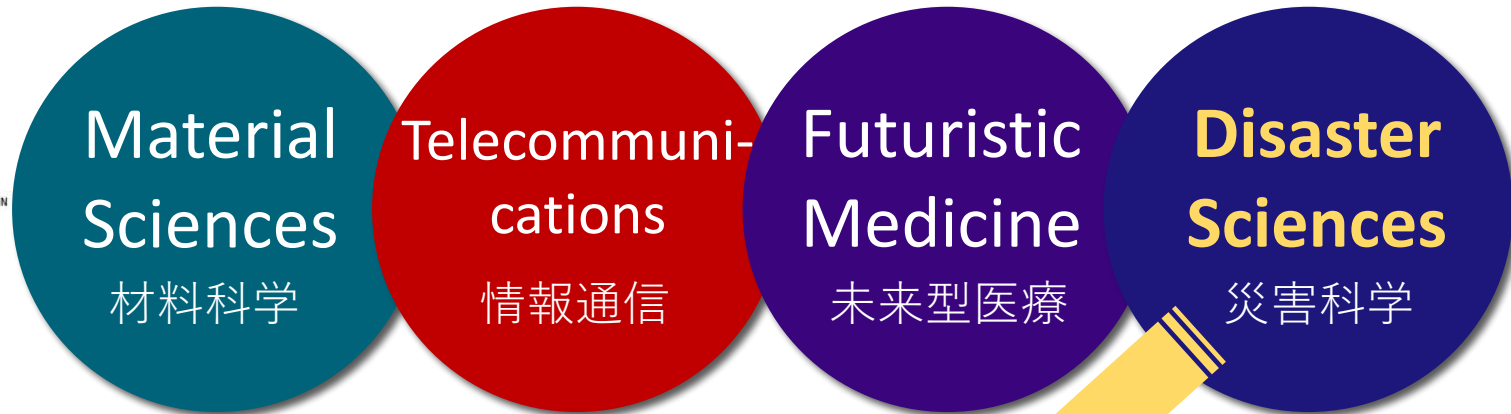 Material
Sciences
材料科学
Telecommuni-
cations
情報通信
Futuristic
Medicine
未来型医療
Disaster
Sciences
災害科学
N